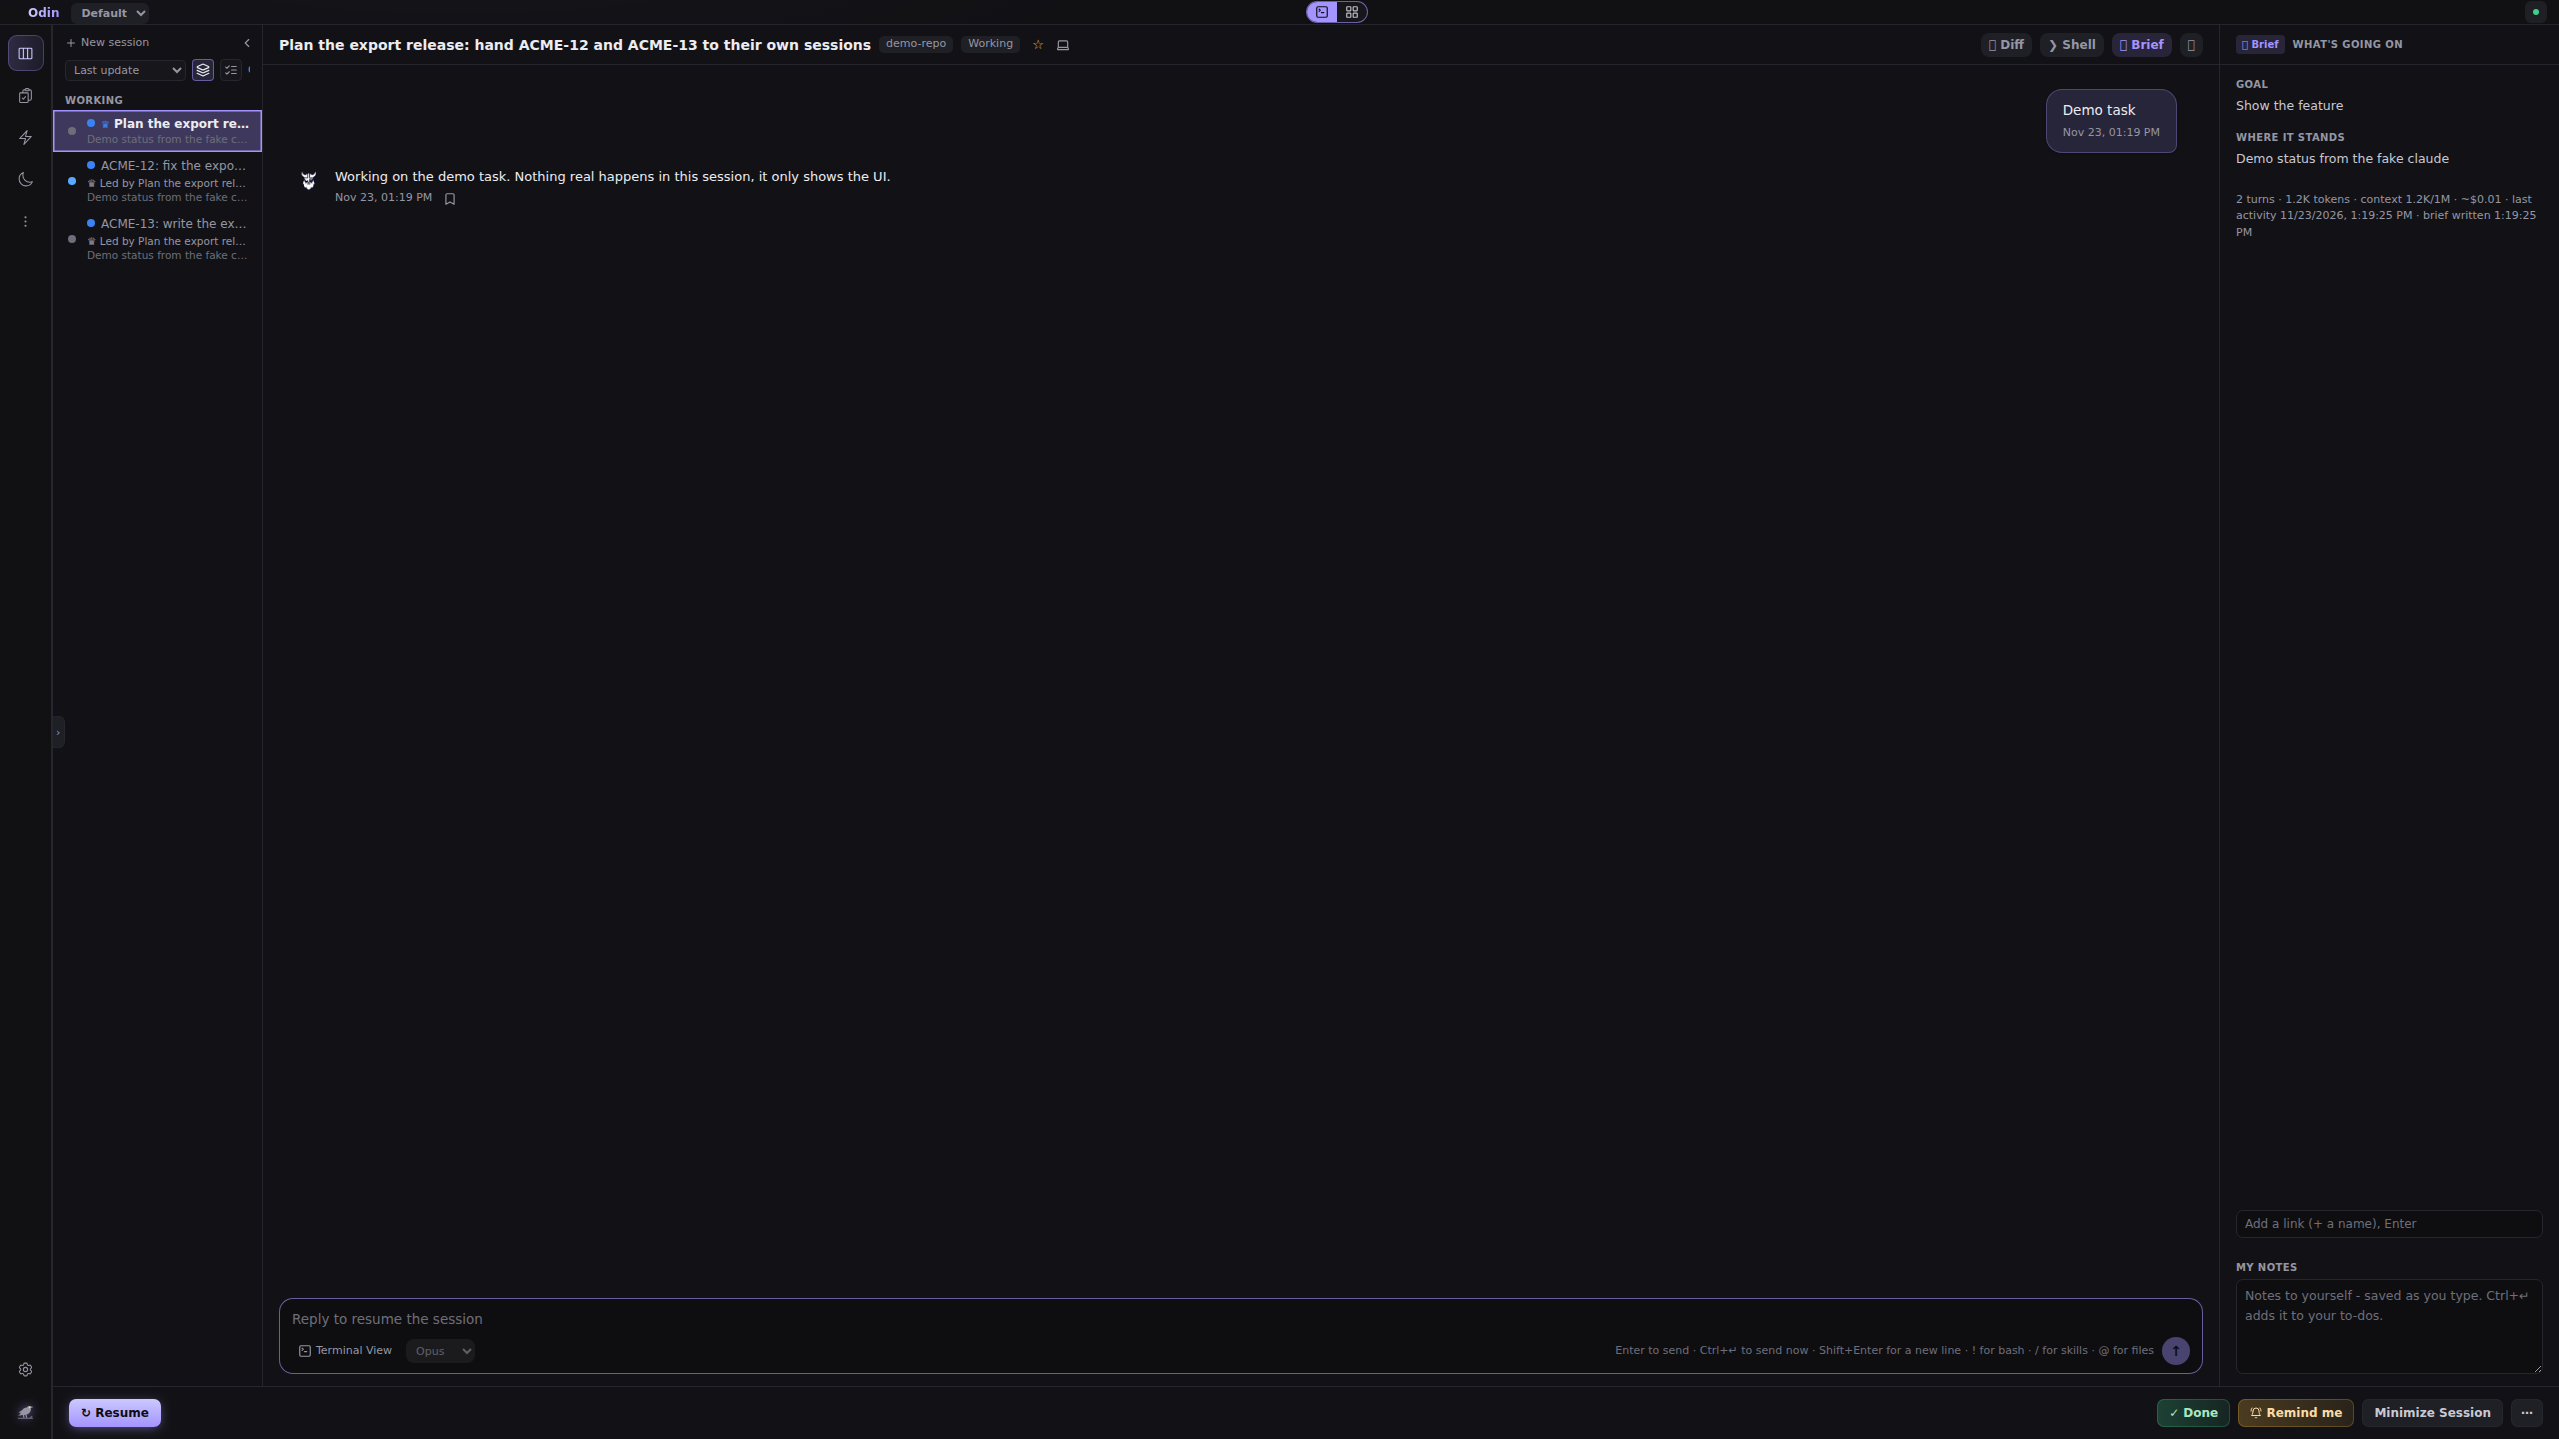 Odin
Default
New session
Last update
WORKING
Plan the export re...
Demo status from the fake c...
ACME-12: fix the expo...
Led by Plan the export rel...
Demo status from the fake c...
ACME-13: write the ex...
Led by Plan the export rel...
Demo status from the fake c...
Plan the export release: hand ACME-12 and ACME-13 to their own sessions
demo-repo
Working
Diff
Shell
Brief
Demo task
Nov 23, 01:19 PM
Working on the demo task. Nothing real happens in this session, it only shows the UI.
Nov 23, 01:19 PM
Reply to resume the session
Terminal View
Opus
Enter to send · Ctrl+↵ to send now · Shift+Enter for a new line · ! for bash · / for skills · @ for files
Brief
WHAT'S GOING ON
GOAL
Show the feature
WHERE IT STANDS
Demo status from the fake claude
2 turns · 1.2K tokens · context 1.2K/1M · ~$0.01 · last
activity 11/23/2026, 1:19:25 PM · brief written 1:19:25
PM
Add a link (+ a name), Enter
MY NOTES
Notes to yourself - saved as you type. Ctrl+↵
adds it to your to-dos.
↻ Resume
✓ Done
Remind me
Minimize Session